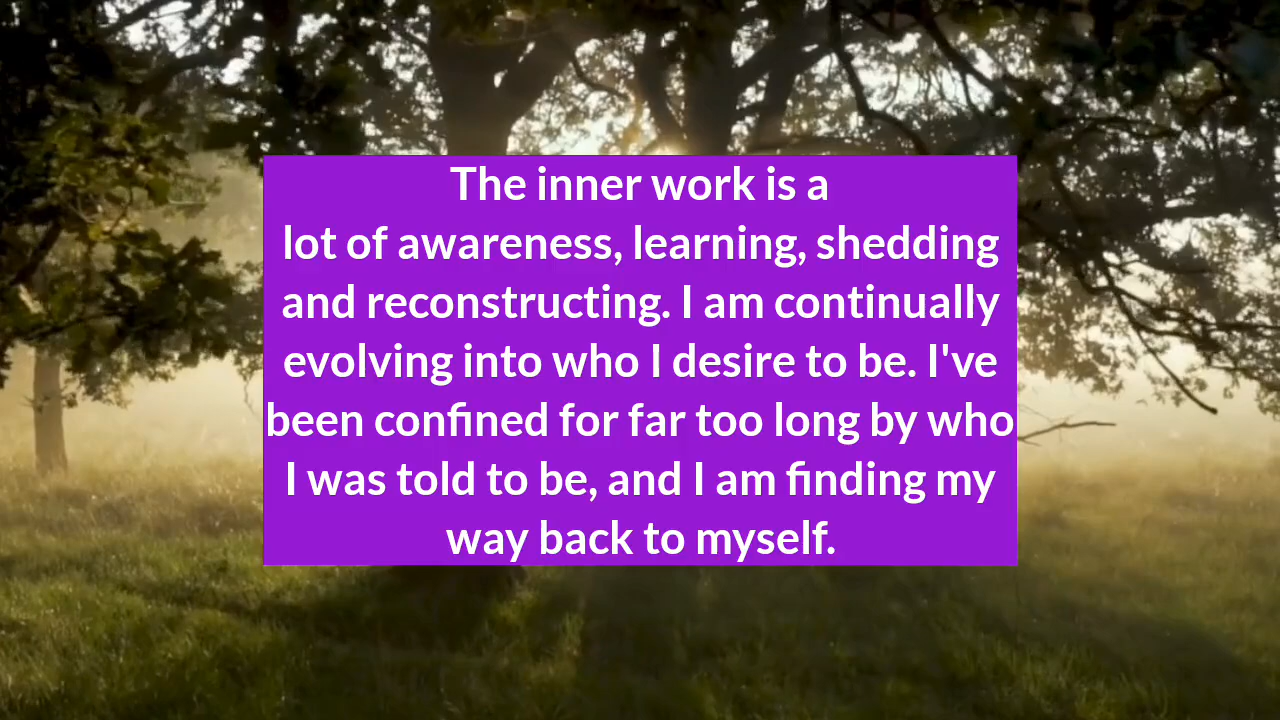 The inner work is a
lot of awareness, learning, shedding
and reconstructing. I am continually
evolving into who I desire to be. I've
been confined for far too long by who
I was told to be, and I am finding my
way back to myself.